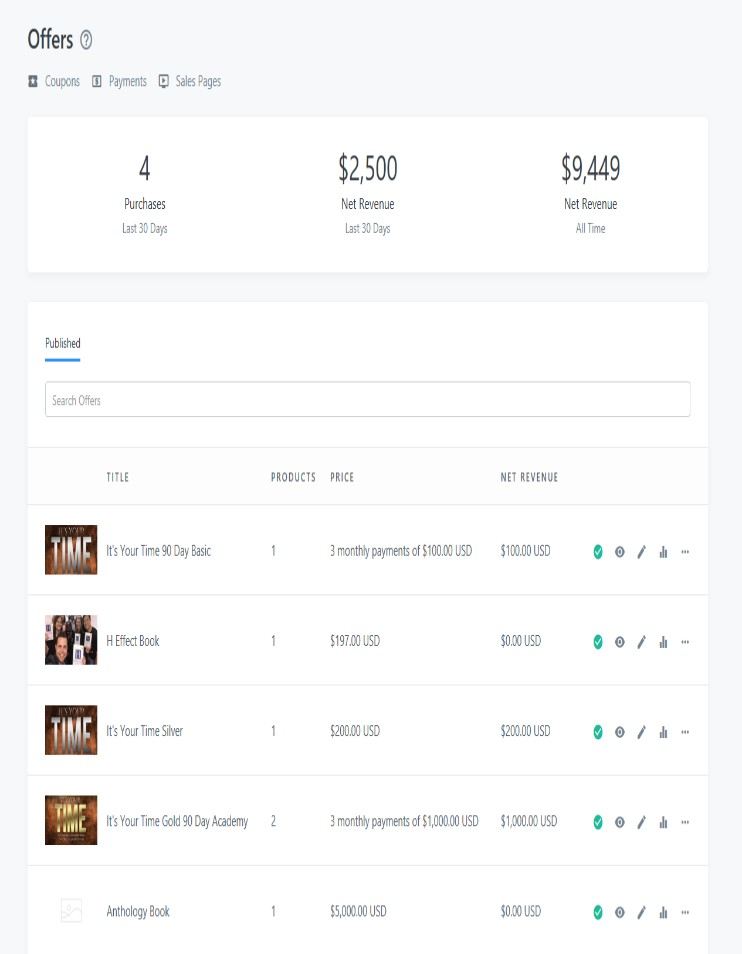 Offers ?
Coupons Payments Sales Pages
4 $2,500 $9,449
Purchases Net Revenue Net Revenue
Last 30 Days Last 30 Days All Time
Published
Search Offers
TITLE PRODUCTS PRICE NET REVENUE
IT'S YOUR
TIME
It's Your Time 90 Day Basic 1 3 monthly payments of $100.00 USD $100.00 USD
H Effect Book 1 $197.00 USD $0.00 USD
IT'S YOUR
TIME
It's Your Time Silver 1 $200.00 USD $200.00 USD
TIME
It's Your Time Gold 90 Day Academy 2 3 monthly payments of $1,000.00 USD $1,000.00 USD
Anthology Book 1 $5,000.00 USD $0.00 USD